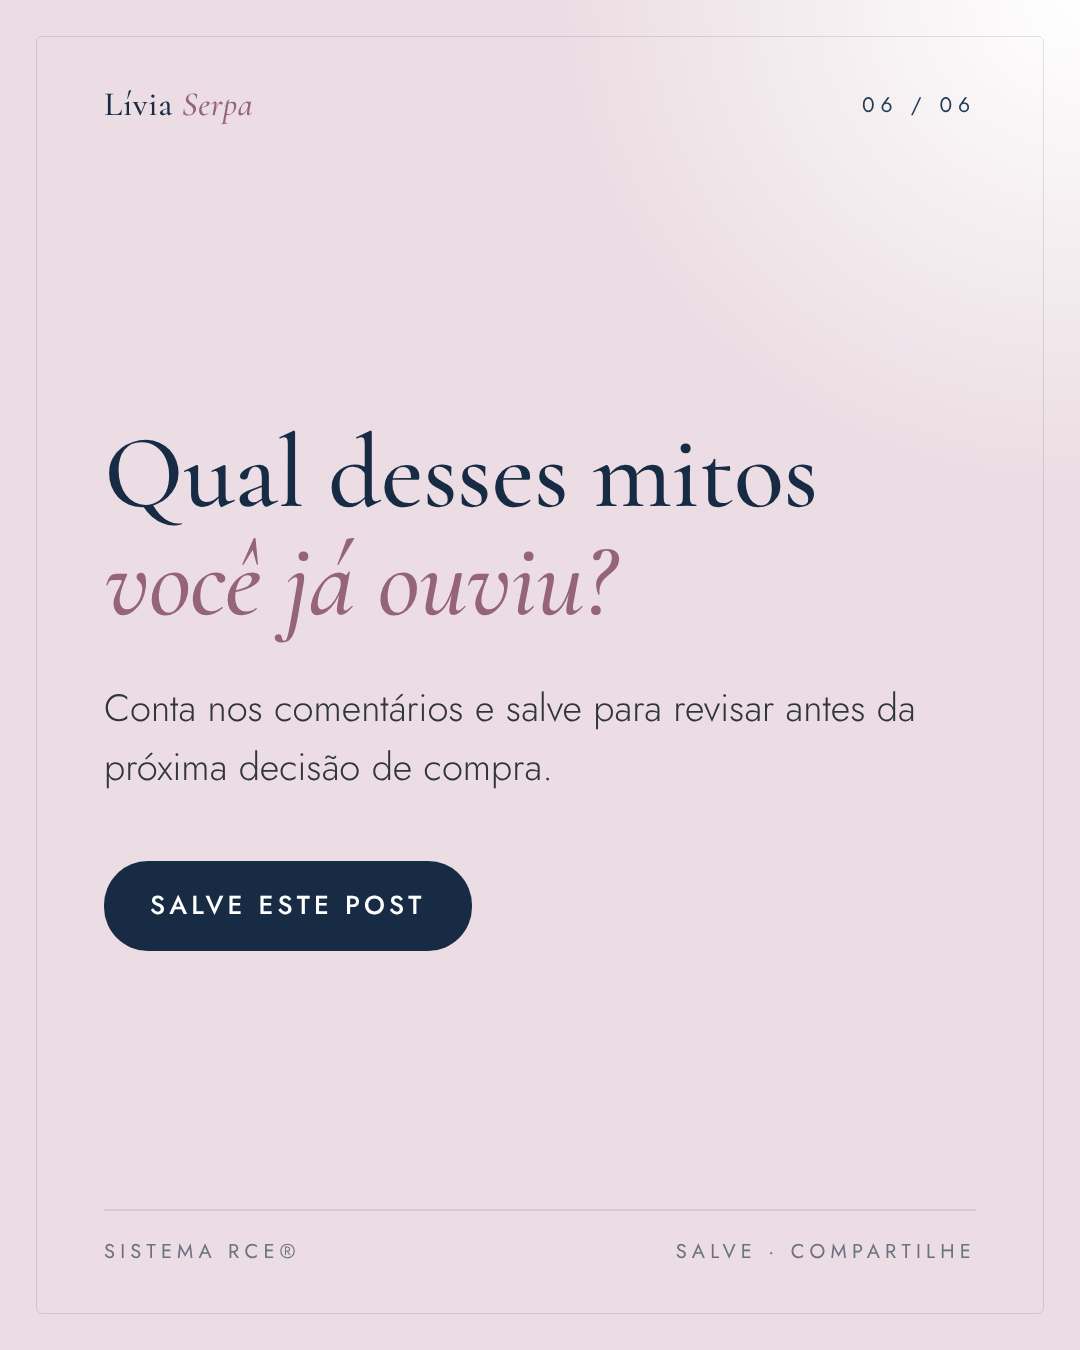 Lívia Serpa
06 / 06
Qual desses mitos
você já ouviu?
Conta nos comentários e salve para revisar antes da
próxima decisão de compra.
SALVE ESTE POST
SISTEMA RCE®
SALVE · COMPARTILHE